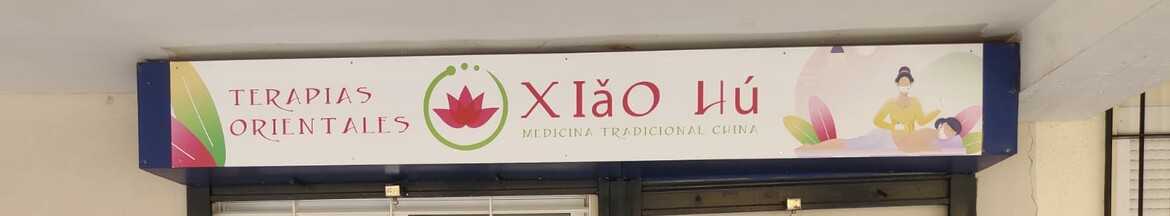 TERAPIAS
ORIENTALES
XIǎO HÚ
MEDICINA TRADICIONAL CHINA